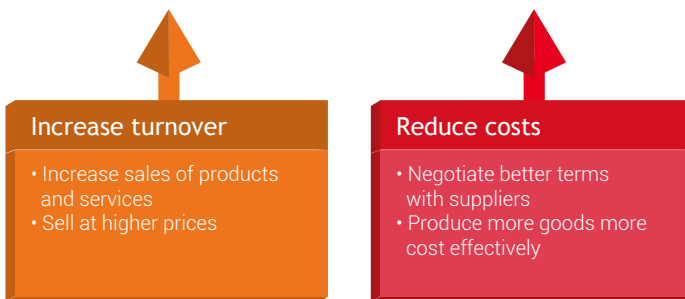 Increase turnover
• Increase sales of products
and services
• Sell at higher prices
Reduce costs
• Negotiate better terms
with suppliers
• Produce more goods more
cost effectively